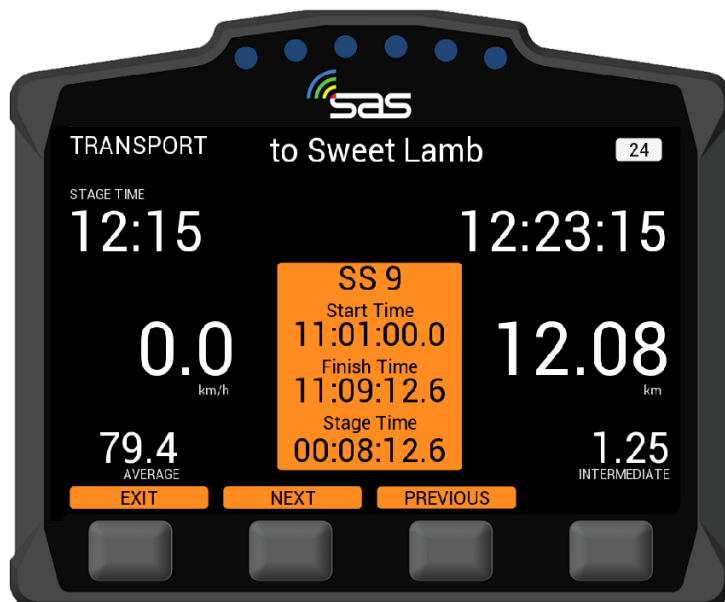 sas
TRANSPORT to Sweet Lamb 24
STAGE TIME
12:15 12:23:15
SS 9
Start Time
11:01:00.0
Finish Time
11:09:12.6
Stage Time
00:08:12.6
0.0
km/h
12.08
km
79.4
AVERAGE
1.25
INTERMEDIATE
EXIT NEXT PREVIOUS